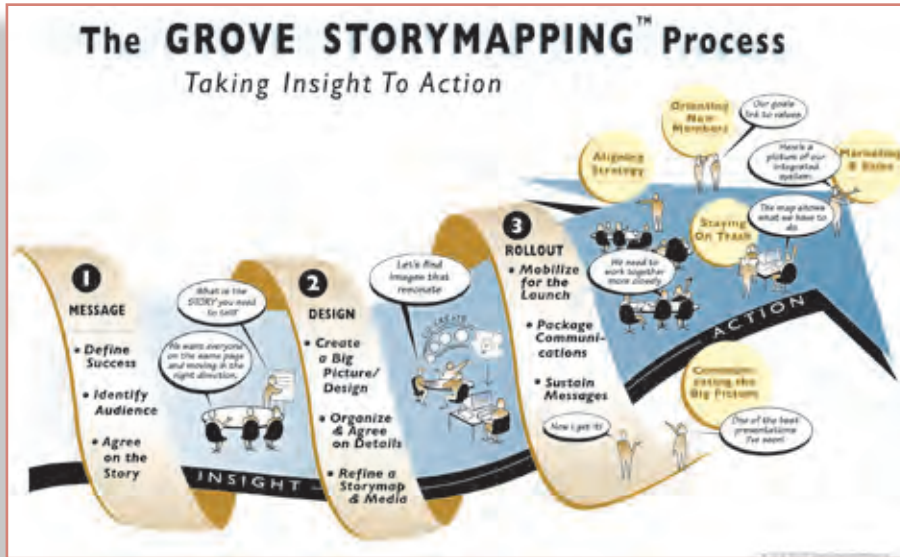 The GROVE STORYMAPPING™ Process
Taking Insight To Action
1
MESSAGE
• Define
Success
• Identify
Audience
• Agree
on the
Story
What is the
STORY you need
to tell?
We want everyone
on the same page
and moving in the
right direction.
INSIGHT
2
DESIGN
• Create
a Big
Picture/
Design
• Organize
& Agree
on Details
• Refine a
Storymap
& Media
Let's find
images that
resonate
CREATE
3
ROLLOUT
• Mobilize
for the
Launch
• Package
Communi-
cations
• Sustain
Messages
Now I get it!
One of the best
presentations
I've seen!
Communi-
cating the
Big Picture
ACTION
Aligning
Strategy
We need to
work together
more closely
Orienting
New
Members
Our goals
link to values
Staying
On Track
The map shows
what we have to
do
Here's a
picture of our
integrated
system.
Marketing
& Sales